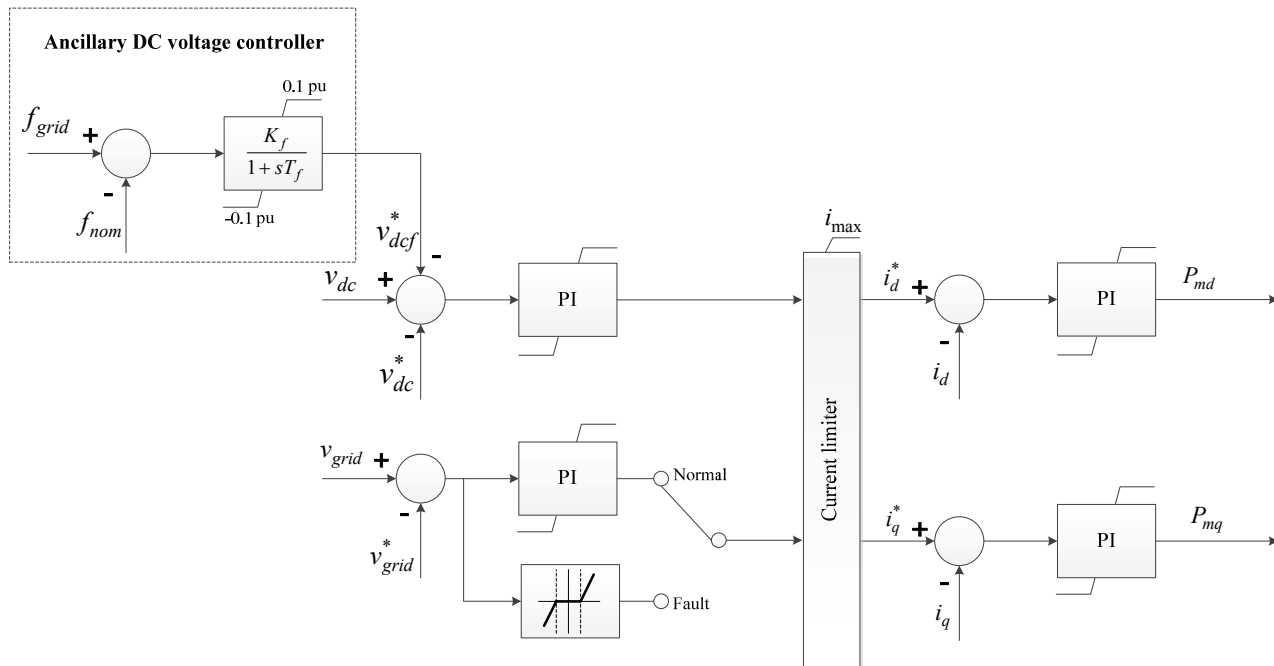 Ancillary DC voltage controller
0.1 pu
f_grid
+
K_f
1 + sT_f
-
f_nom
-0.1 pu
v*_dcf
-
i_max
v_dc
+
PI
i*_d
+
PI
P_md
-
-
v*_dc
i_d
Current limiter
v_grid
+
PI
Normal
-
v*_grid
i*_q
+
PI
P_mq
-
Fault
i_q